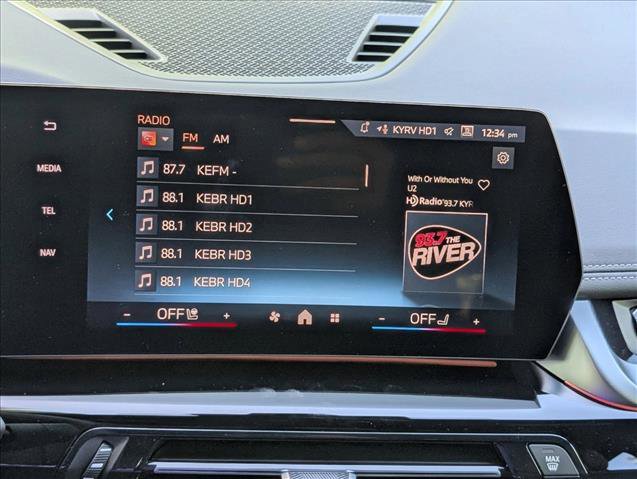 RADIO
FM AM
KYRV HD1 12:34 pm
MEDIA
TEL
NAV
87.7 KEFM -
88.1 KEBR HD1
88.1 KEBR HD2
88.1 KEBR HD3
88.1 KEBR HD4
With Or Without You
U2
HD Radio 93.7 KYR
93.7 THE
RIVER
- OFF +
- OFF +
MAX